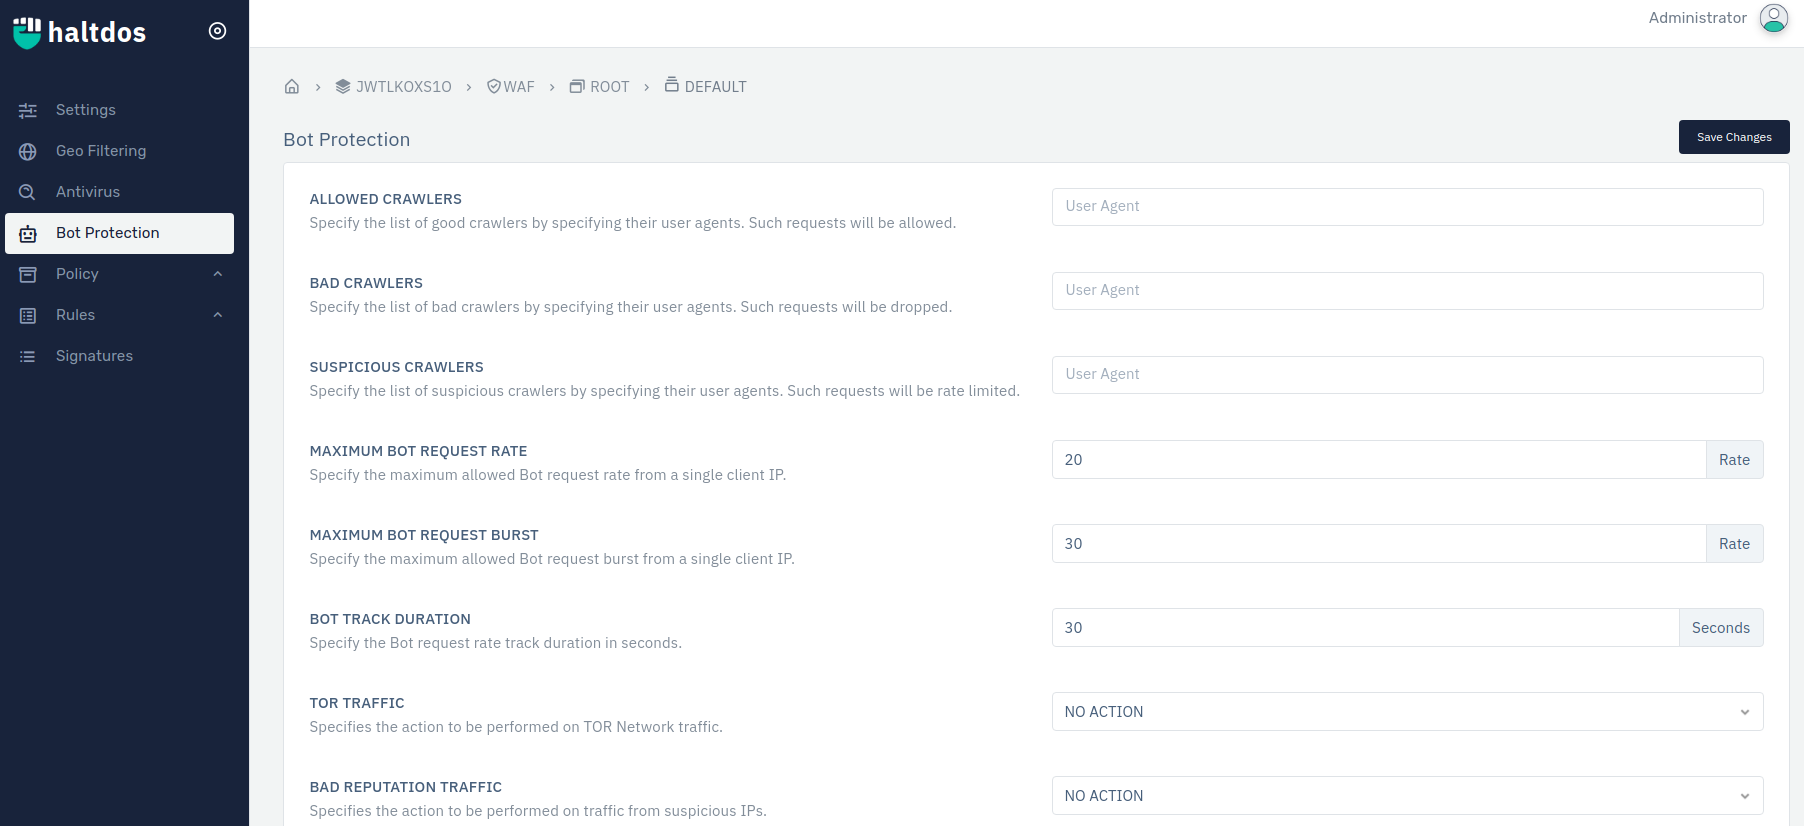 haltdos
Administrator
Settings
Geo Filtering
Antivirus
Bot Protection
Policy
Rules
Signatures
JWTLKOXS1O > WAF > ROOT > DEFAULT
Bot Protection
Save Changes
ALLOWED CRAWLERS
Specify the list of good crawlers by specifying their user agents. Such requests will be allowed.
User Agent
BAD CRAWLERS
Specify the list of bad crawlers by specifying their user agents. Such requests will be dropped.
User Agent
SUSPICIOUS CRAWLERS
Specify the list of suspicious crawlers by specifying their user agents. Such requests will be rate limited.
User Agent
MAXIMUM BOT REQUEST RATE
Specify the maximum allowed Bot request rate from a single client IP.
20 Rate
MAXIMUM BOT REQUEST BURST
Specify the maximum allowed Bot request burst from a single client IP.
30 Rate
BOT TRACK DURATION
Specify the Bot request rate track duration in seconds.
30 Seconds
TOR TRAFFIC
Specifies the action to be performed on TOR Network traffic.
NO ACTION
BAD REPUTATION TRAFFIC
Specifies the action to be performed on traffic from suspicious IPs.
NO ACTION